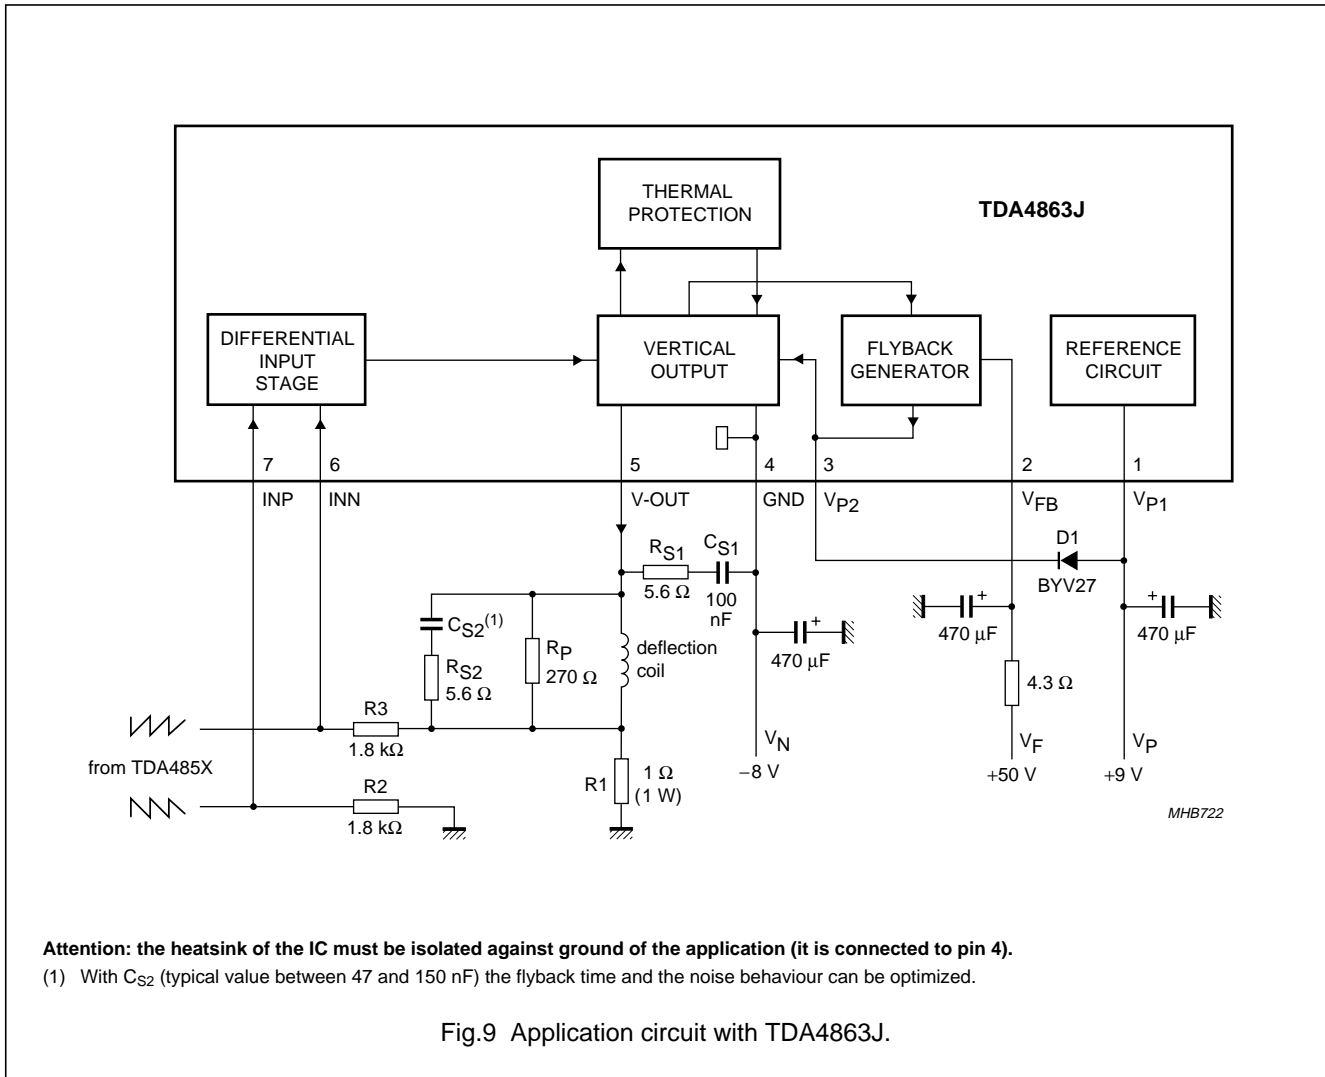 THERMAL
PROTECTION
TDA4863J
DIFFERENTIAL
INPUT
STAGE
VERTICAL
OUTPUT
FLYBACK
GENERATOR
REFERENCE
CIRCUIT
7 6 5 4 3 2 1
INP INN V-OUT GND VP2 VFB VP1
D1
BYV27
RS1
5.6 Ω
CS1
100
nF
CS2(1)
RS2
5.6 Ω
RP
270 Ω
deflection
coil
+
470 µF
+
470 µF
+
470 µF
4.3 Ω
R3
1.8 kΩ
from TDA485X
R2
1.8 kΩ
R1
1 Ω
(1 W)
VN
−8 V
VF
+50 V
VP
+9 V
MHB722
Attention: the heatsink of the IC must be isolated against ground of the application (it is connected to pin 4).
(1) With CS2 (typical value between 47 and 150 nF) the flyback time and the noise behaviour can be optimized.
Fig.9 Application circuit with TDA4863J.